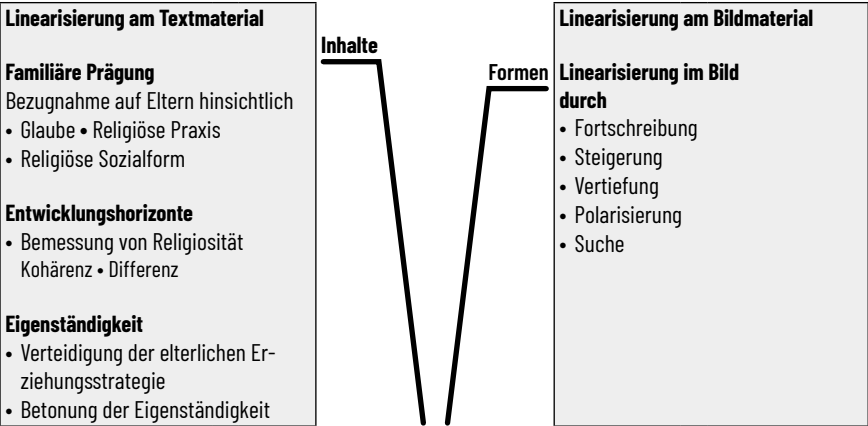 Linearisierung am Textmaterial
Familiäre Prägung
Bezugnahme auf Eltern hinsichtlich
• Glaube • Religiöse Praxis
• Religiöse Sozialform
Entwicklungshorizonte
• Bemessung von Religiosität
Kohärenz • Differenz
Eigenständigkeit
• Verteidigung der elterlichen Er-
ziehungsstrategie
• Betonung der Eigenständigkeit
Inhalte
Formen
Linearisierung am Bildmaterial
Linearisierung im Bild
durch
• Fortschreibung
• Steigerung
• Vertiefung
• Polarisierung
• Suche